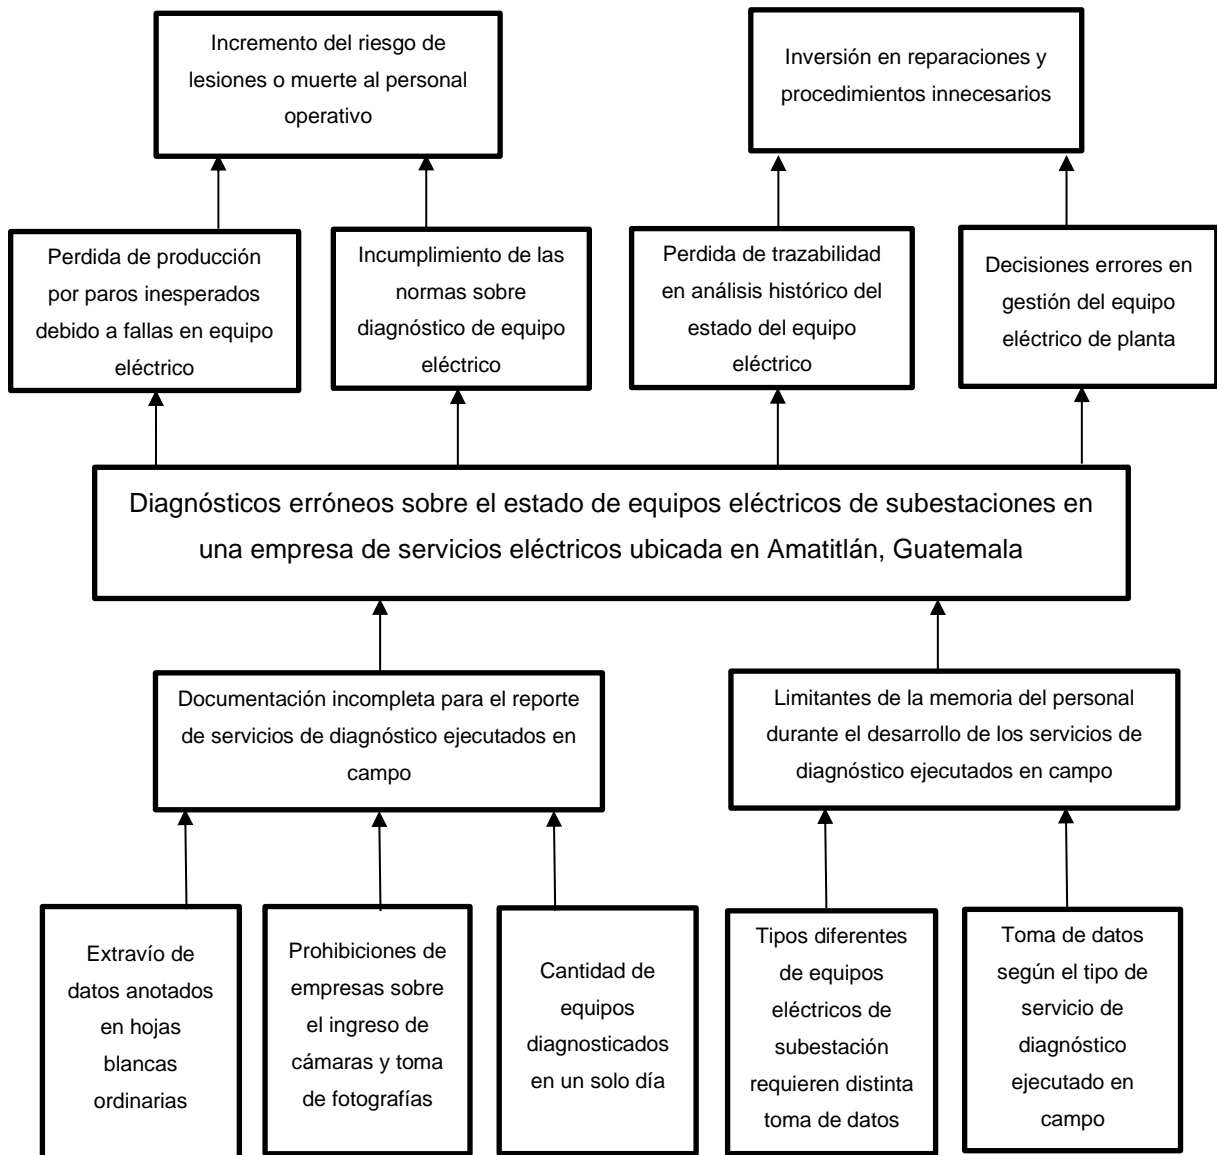 Incremento del riesgo de
lesiones o muerte al personal
operativo
Inversión en reparaciones y
procedimientos innecesarios
Perdida de producción
por paros inesperados
debido a fallas en equipo
eléctrico
Incumplimiento de las
normas sobre
diagnóstico de equipo
eléctrico
Perdida de trazabilidad
en análisis histórico del
estado del equipo
eléctrico
Decisiones errores en
gestión del equipo
eléctrico de planta
Diagnósticos erróneos sobre el estado de equipos eléctricos de subestaciones en
una empresa de servicios eléctricos ubicada en Amatitlán, Guatemala
Documentación incompleta para el reporte
de servicios de diagnóstico ejecutados en
campo
Limitantes de la memoria del personal
durante el desarrollo de los servicios de
diagnóstico ejecutados en campo
Extravío de
datos anotados
en hojas
blancas
ordinarias
Prohibiciones de
empresas sobre
el ingreso de
cámaras y toma
de fotografías
Cantidad de
equipos
diagnosticados
en un solo día
Tipos diferentes
de equipos
eléctricos de
subestación
requieren distinta
toma de datos
Toma de datos
según el tipo de
servicio de
diagnóstico
ejecutado en
campo